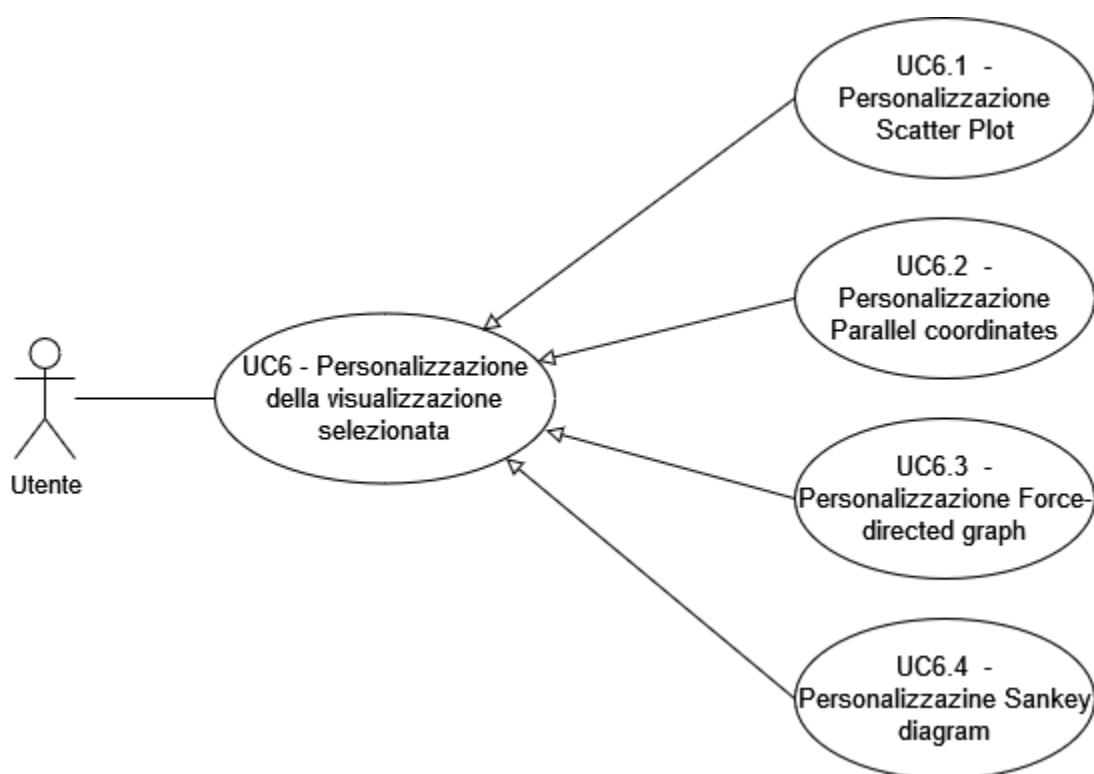 UC6.1 -
Personalizzazione
Scatter Plot
UC6.2 -
Personalizzazione
Parallel coordinates
UC6 - Personalizzazione
della visualizzazione
selezionata
Utente
UC6.3 -
Personalizzazione Force-
directed graph
UC6.4 -
Personalizzazine Sankey
diagram